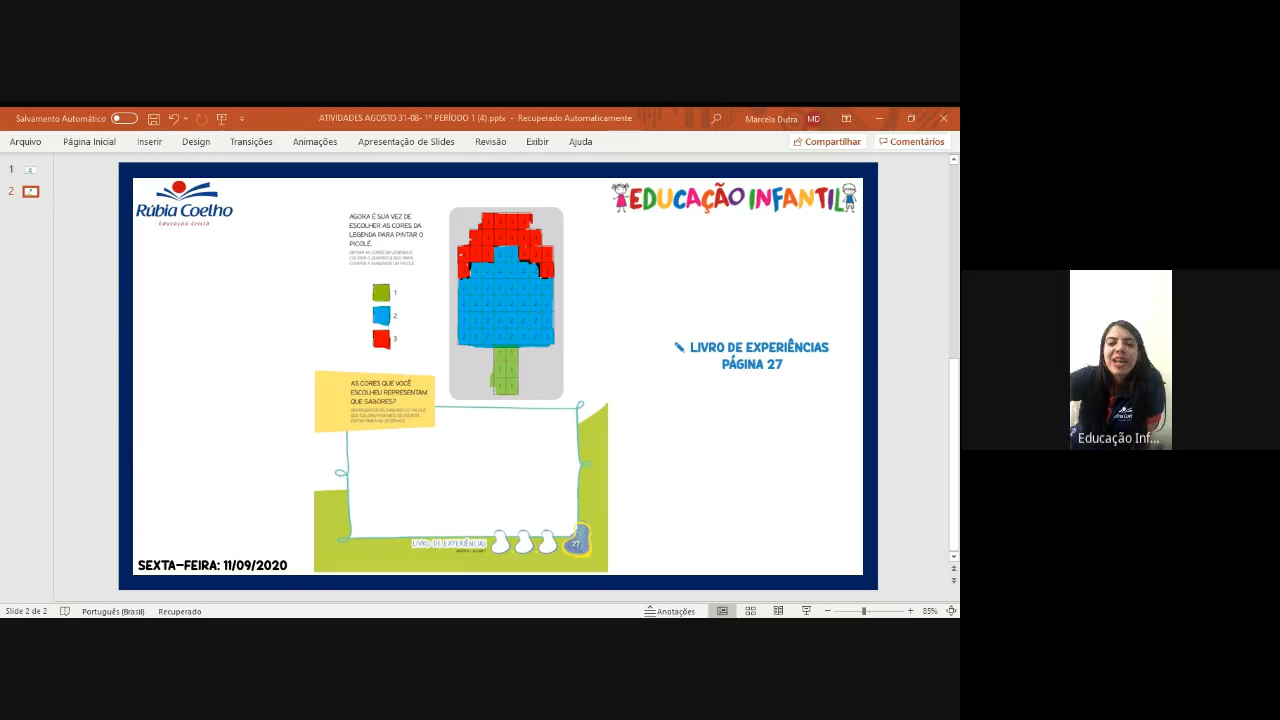 Salvamento Automático
ATIVIDADES AGOSTO 31-08- 1º PERÍODO 1 (4).pptx - Recuperado Automaticamente
Marcela Dutra MD
Arquivo Página Inicial Inserir Design Transições Animações Apresentação de Slides Revisão Exibir Ajuda
Compartilhar Comentários
1
2
Rúbia Coelho
Educação Cristã
EDUCAÇÃO INFANTIL
AGORA É SUA VEZ DE
ESCOLHER AS CORES DA
LEGENDA PARA PINTAR O
PICOLÉ.
1
2
3
LIVRO DE EXPERIÊNCIAS
PÁGINA 27
AS CORES QUE VOCÊ
ESCOLHEU REPRESENTAM
QUE SABORES?
LIVRO DE EXPERIÊNCIAS
27
SEXTA-FEIRA: 11/09/2020
Educação Inf...
Slide 2 de 2 Português (Brasil) Recuperado
Anotações 85%